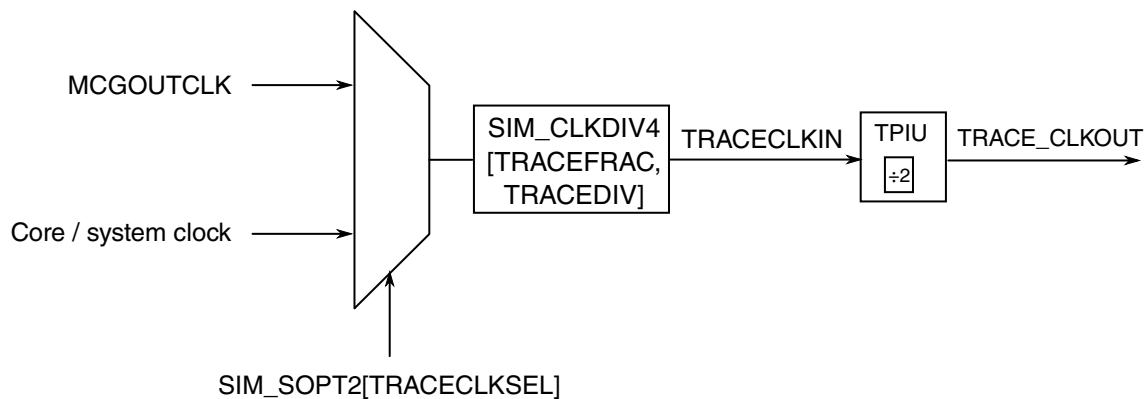 MCGOUTCLK
Core / system clock
SIM_SOPT2[TRACECLKSEL]
SIM_CLKDIV4
[TRACEFRAC,
TRACEDIV]
TRACECLKIN
TPIU
÷2
TRACE_CLKOUT